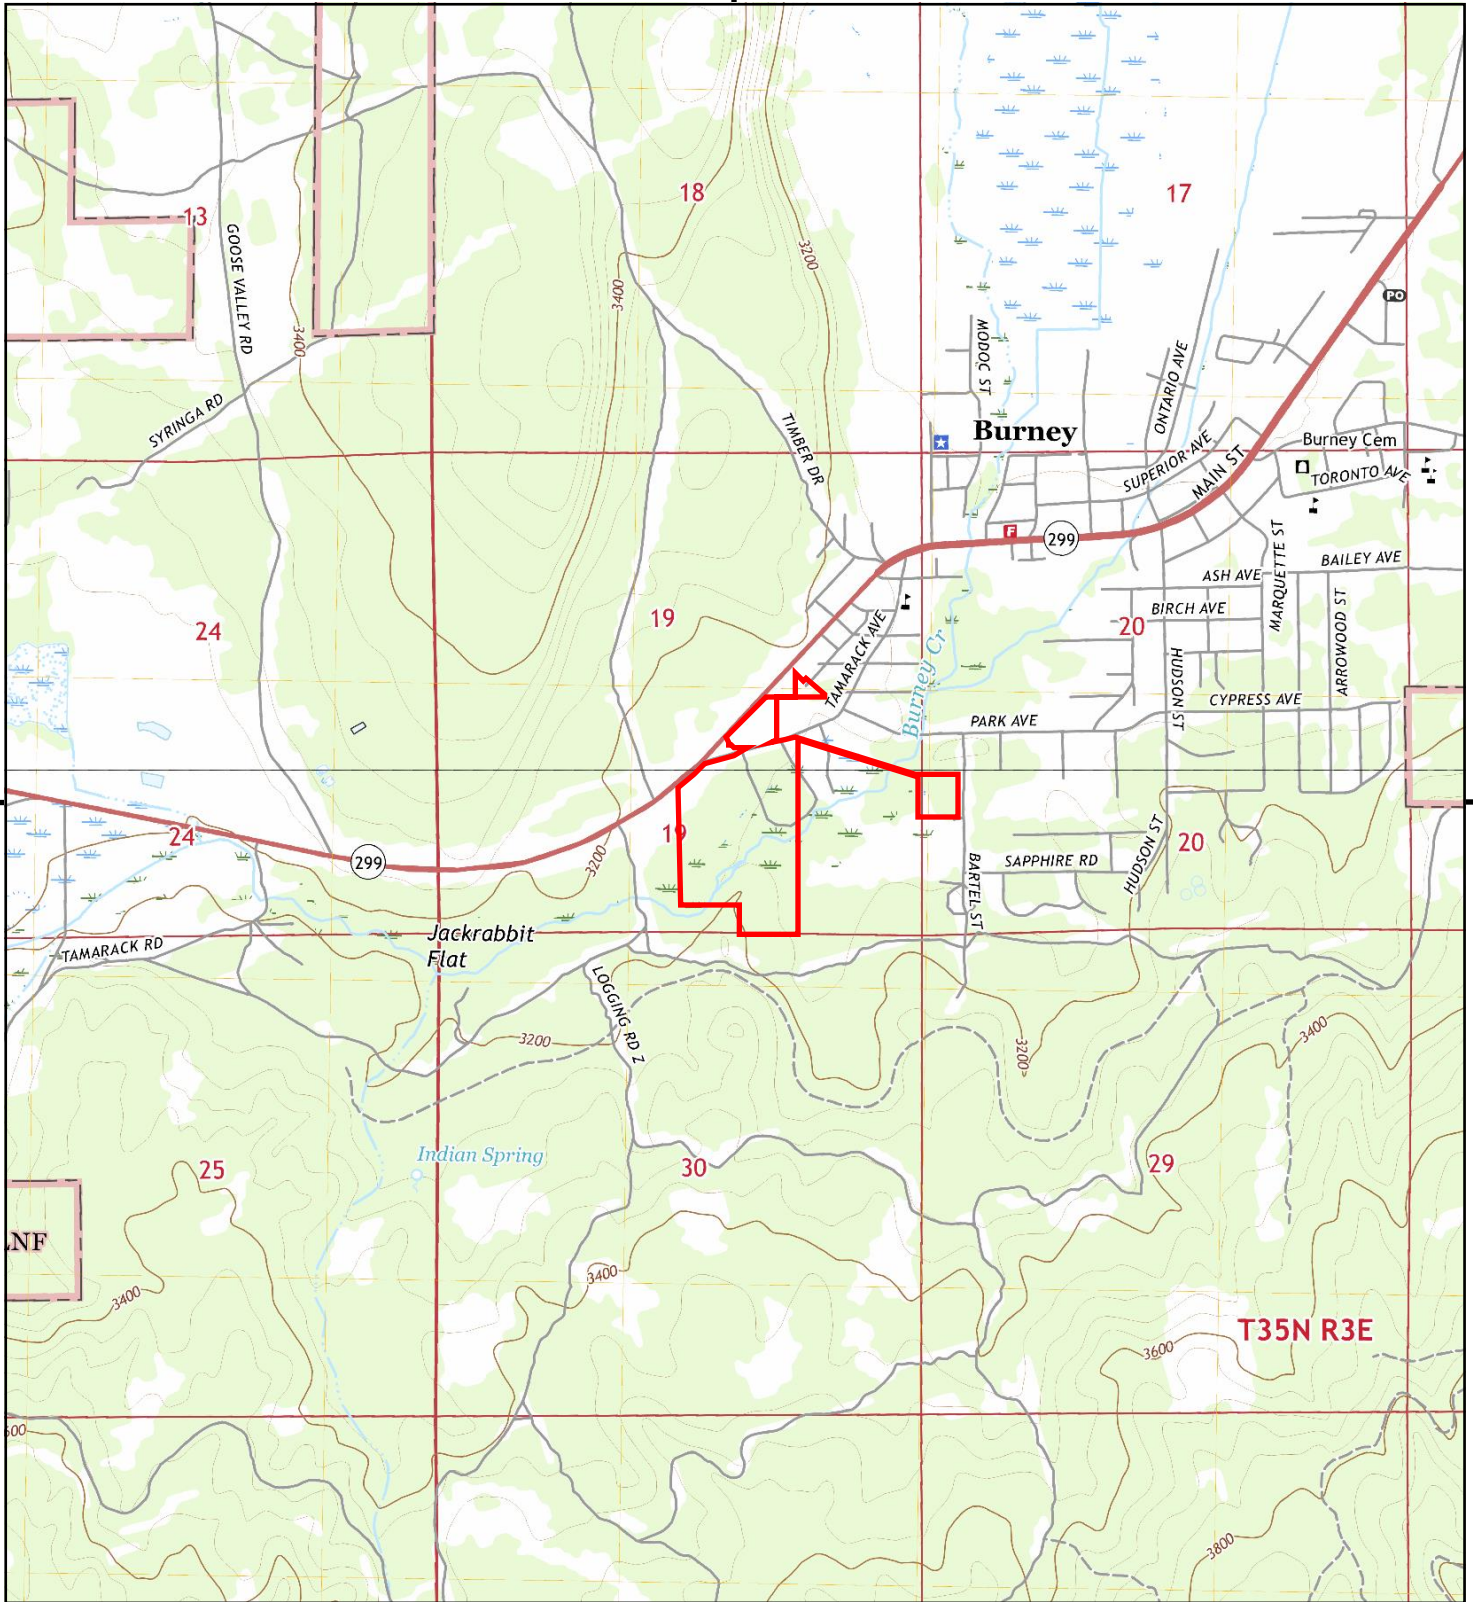 18
17
13
GOOSE VALLEY RD
3200
3400
PO
3400
MODOC ST
ONTARIO AVE
SYRINGA RD
TIMBER DR
Burney
Burney Cem
SUPERIOR AVE
MAIN ST
TORONTO AVE
F
299
MARQUETTE ST
BAILEY AVE
ASH AVE
BIRCH AVE
ARROWOOD ST
19
24
20
TAMARACK AVE
Burney Cr
HUDSON ST
CYPRESS AVE
PARK AVE
24
19
299
3200
20
HUDSON ST
SAPPHIRE RD
BARTEL ST
Jackrabbit
Flat
TAMARACK RD
LOGGING RD Z
3200
3200
3400
Indian Spring
25
30
29
LNF
3400
3400
T35N R3E
3600
600
3800